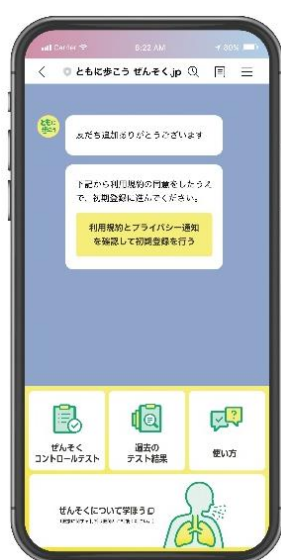 Carrier
6:22 AM
80%
ともに歩こう ぜんそく.jp
ともに歩こう
友だち追加ありがとうござい ます
下記から利用規約の同意をしたうえ
で、初期登録に進んでください。
利用規約とプライバシー通知
を確認して初期登録を行う
ぜんそく
コントロールテスト
過去の
テスト結果
使い方
ぜんそくについて学ぼう